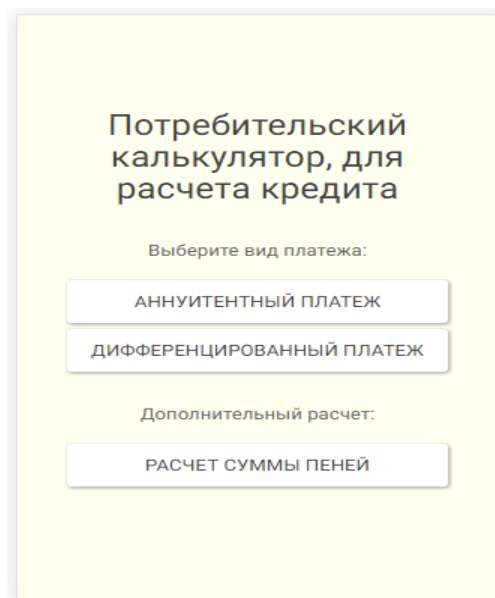 Потребительский
калькулятор, для
расчета кредита
Выберите вид платежа:
АННУИТЕНТНЫЙ ПЛАТЕЖ
ДИФФЕРЕНЦИРОВАННЫЙ ПЛАТЕЖ
Дополнительный расчет:
РАСЧЕТ СУММЫ ПЕНЕЙ